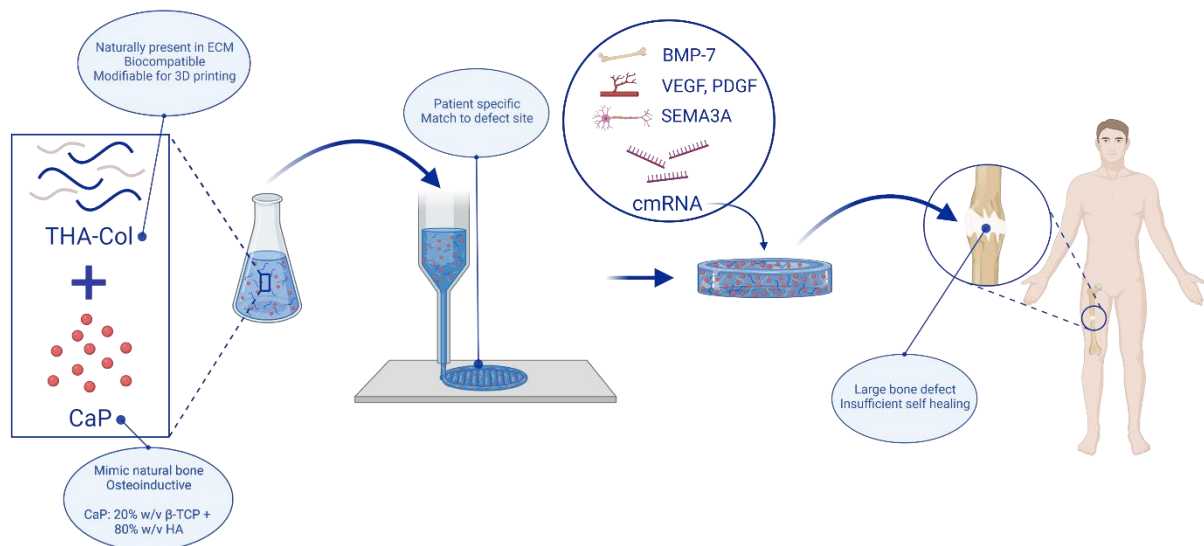 Naturally present in ECM
Biocompatible
Modifiable for 3D printing
THA-Col
CaP
Mimic natural bone
Osteoinductive
CaP: 20% w/v β-TCP +
80% w/v HA
Patient specific
Match to defect site
BMP-7
VEGF, PDGF
SEMA3A
cmRNA
Large bone defect
Insufficient self healing